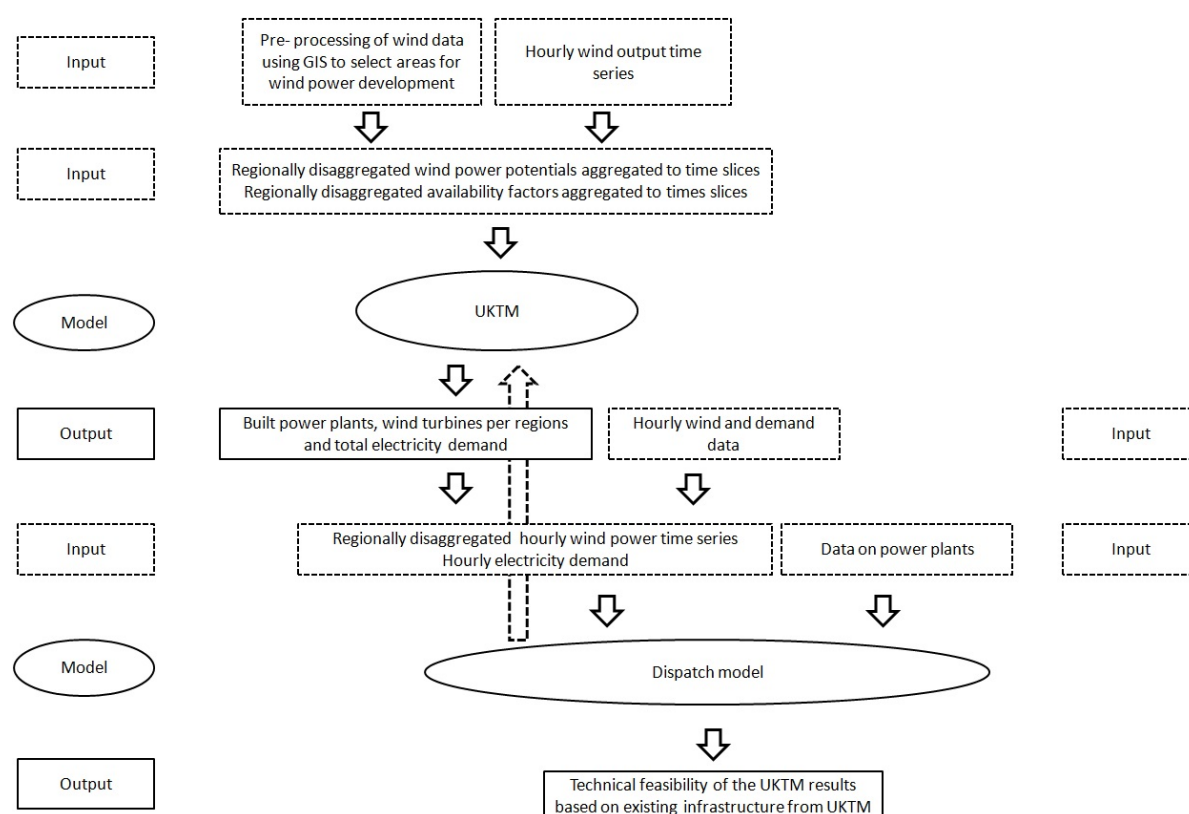 Input
Pre- processing of wind data
using GIS to select areas for
wind power development
Hourly wind output time
series
Input
Regionally disaggregated wind power potentials aggregated to time slices
Regionally disaggregated availability factors aggregated to times slices
Model
UKTM
Output
Built power plants, wind turbines per regions
and total electricity demand
Hourly wind and demand
data
Input
Input
Regionally disaggregated hourly wind power time series
Hourly electricity demand
Data on power plants
Input
Model
Dispatch model
Output
Technical feasibility of the UKTM results
based on existing infrastructure from UKTM